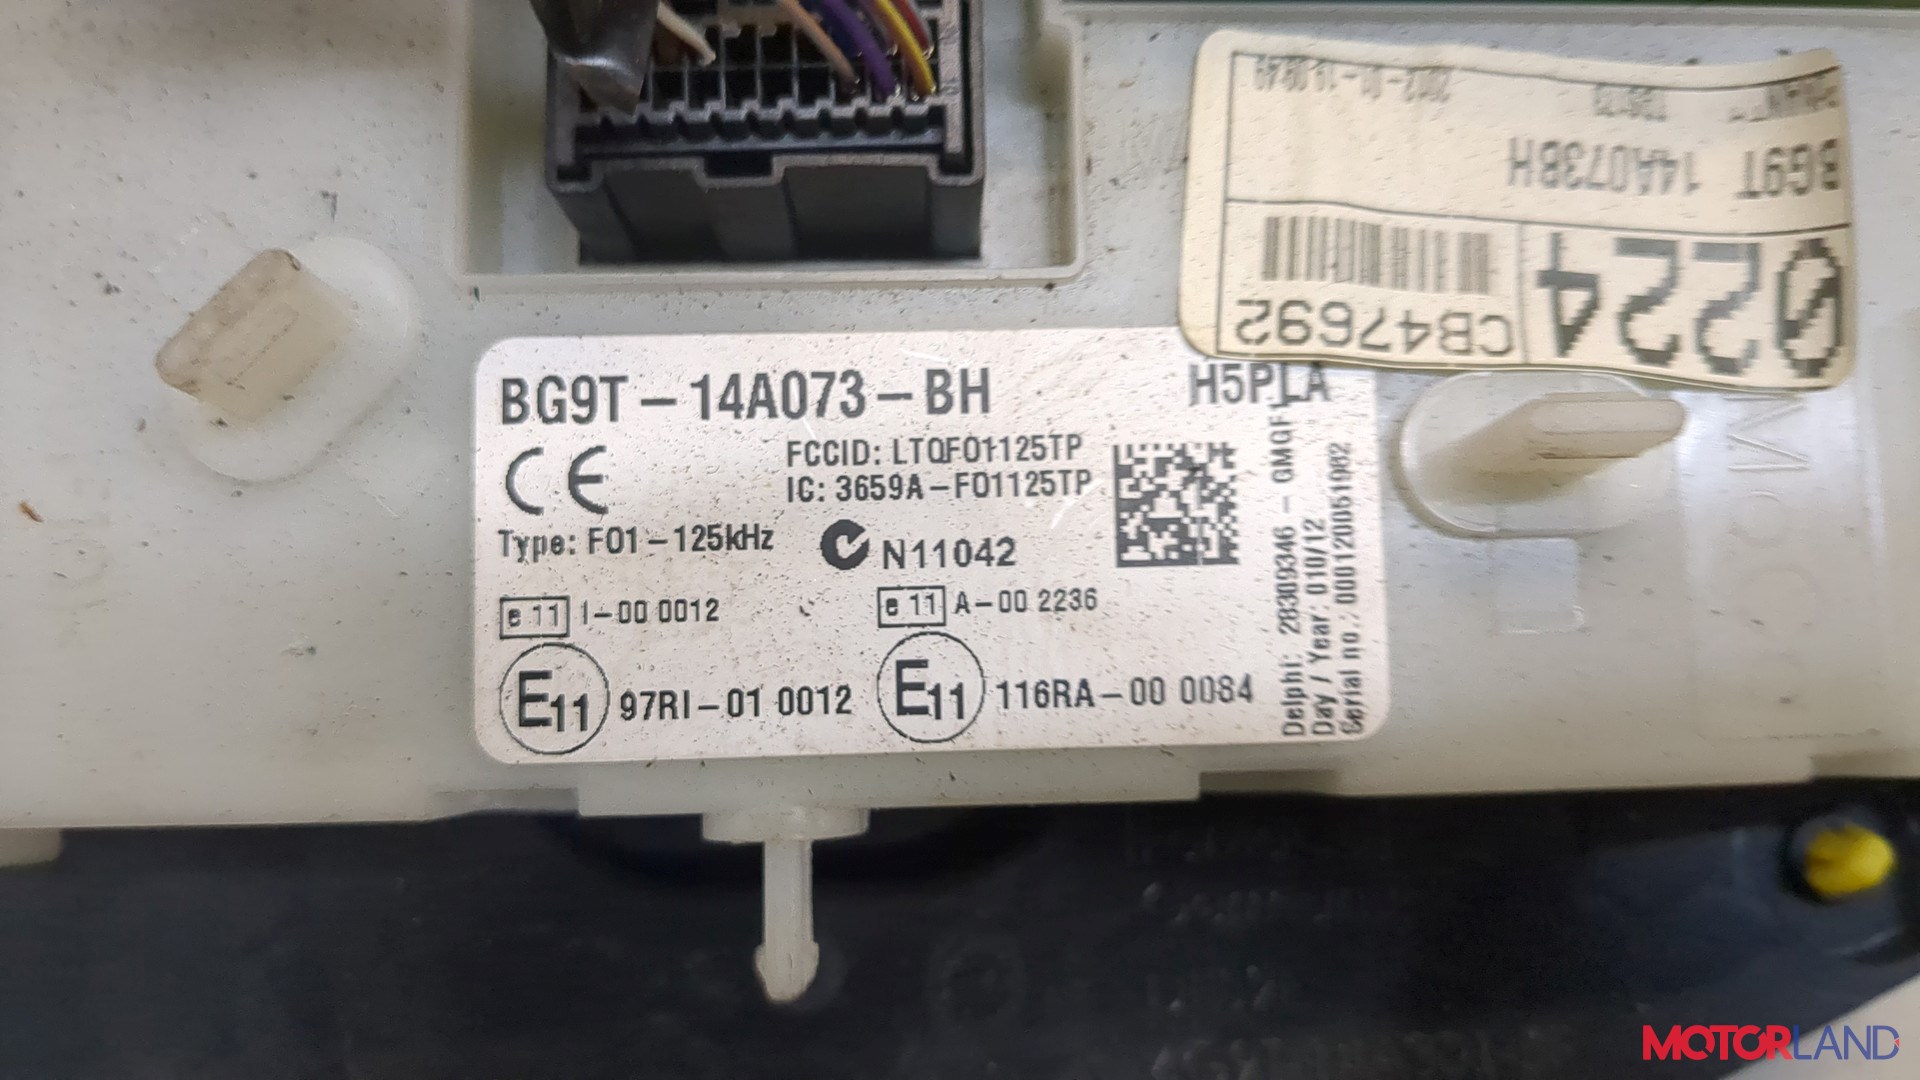 BG9T-14A073-BH
H5PLA
CE
FCCID: LTQF01125TP
IC: 3659A-F01125TP
Type: F01-125kHz
N11042
e 11 I-00 0012
e 11 A-00 2236
E11 97RI-01 0012
E11 116RA-00 0084
Delphi: 28309346 - GMGF
Day / Year: 010/12
Serial no.: 000120051902
BG9T 14A073BH
0224
CB47692
MOTORLAND